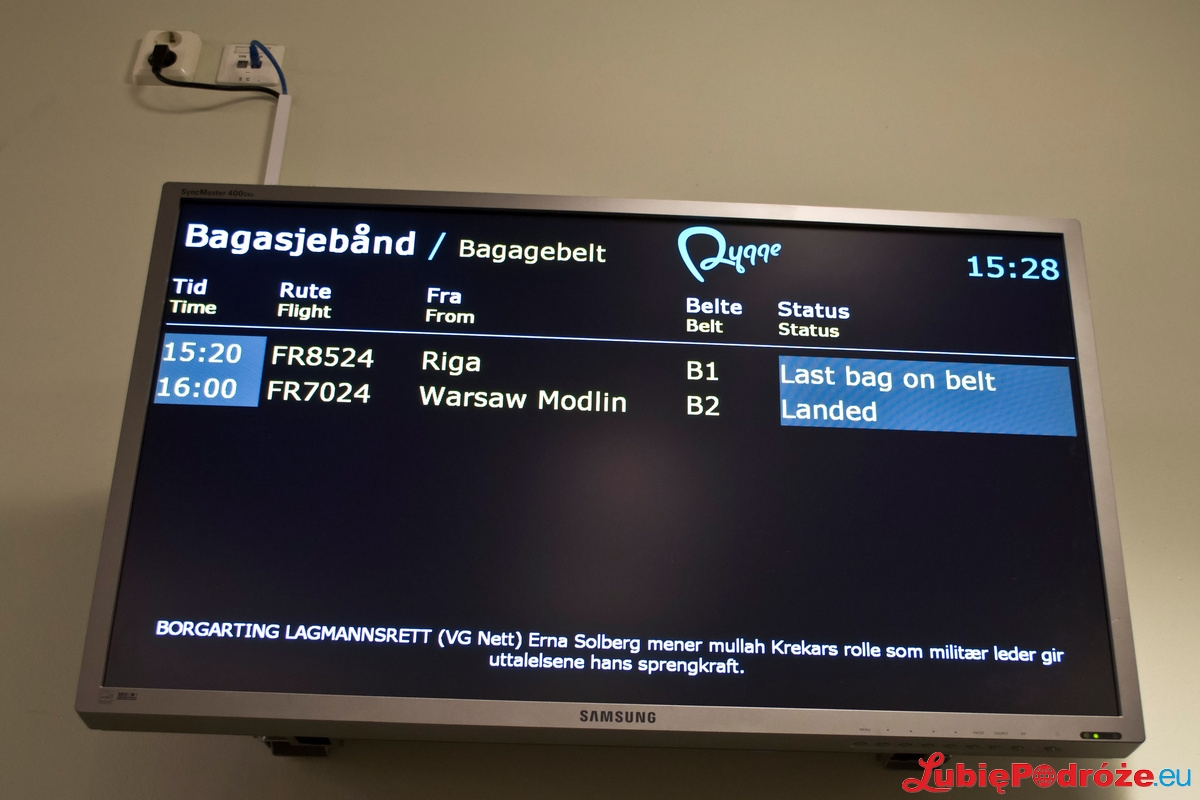 SyncMaster 400
Bagasjebånd / Bagagebelt
Rygge
15:28
Tid Rute Fra Belte Status
Time Flight From Belt Status
15:20 FR8524 Riga B1 Last bag on belt
16:00 FR7024 Warsaw Modlin B2 Landed
BORGARTING LAGMANNSRETT (VG Nett) Erna Solberg mener mullah Krekars rolle som militær leder gir
uttalelsene hans sprengkraft.
SAMSUNG
LubięPodróże.eu